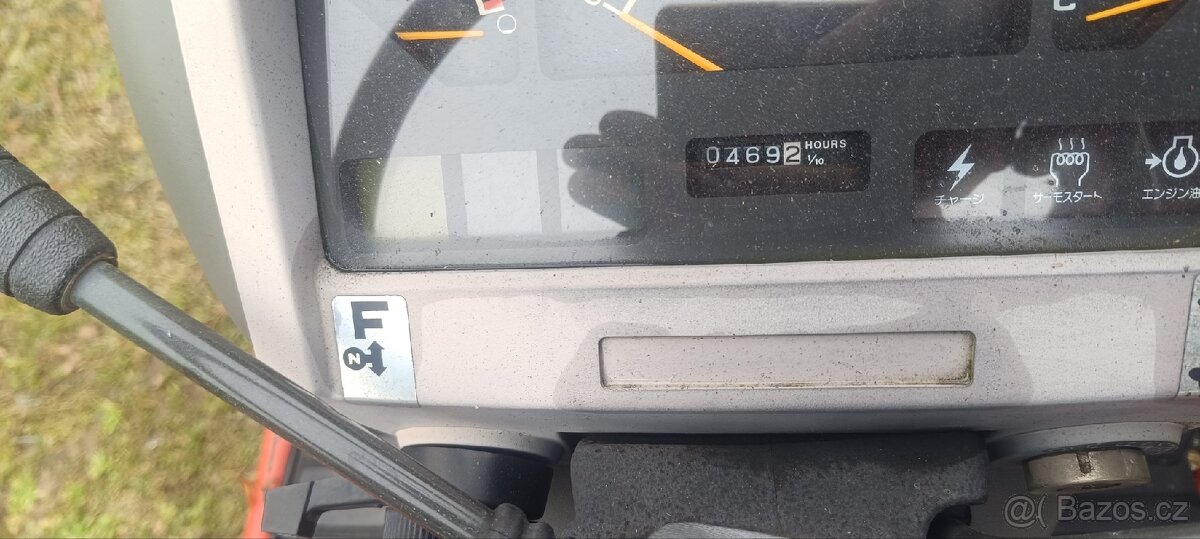 C
04692 HOURS
1/10
チャージ
サーモスタート
エンジン油
F
N
@( Bazos.cz